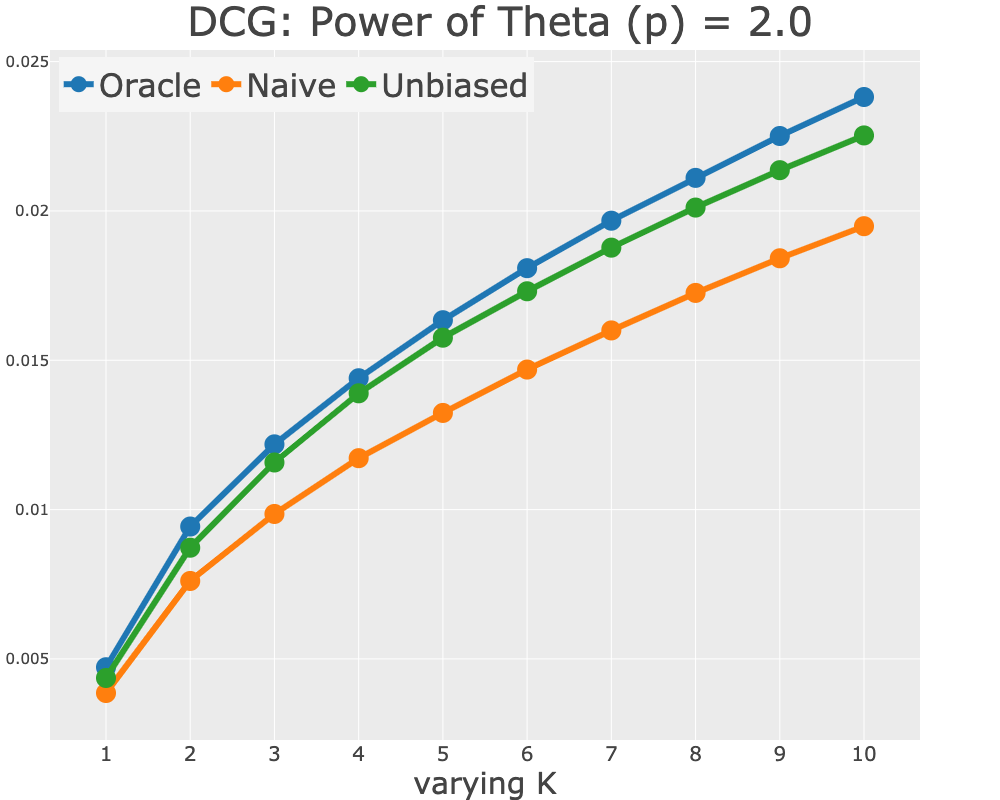 DCG: Power of Theta (p) = 2.0
0.025
Oracle Naive Unbiased
0.02
0.015
0.01
0.005
1 2 3 4 5 6 7 8 9 10
varying K